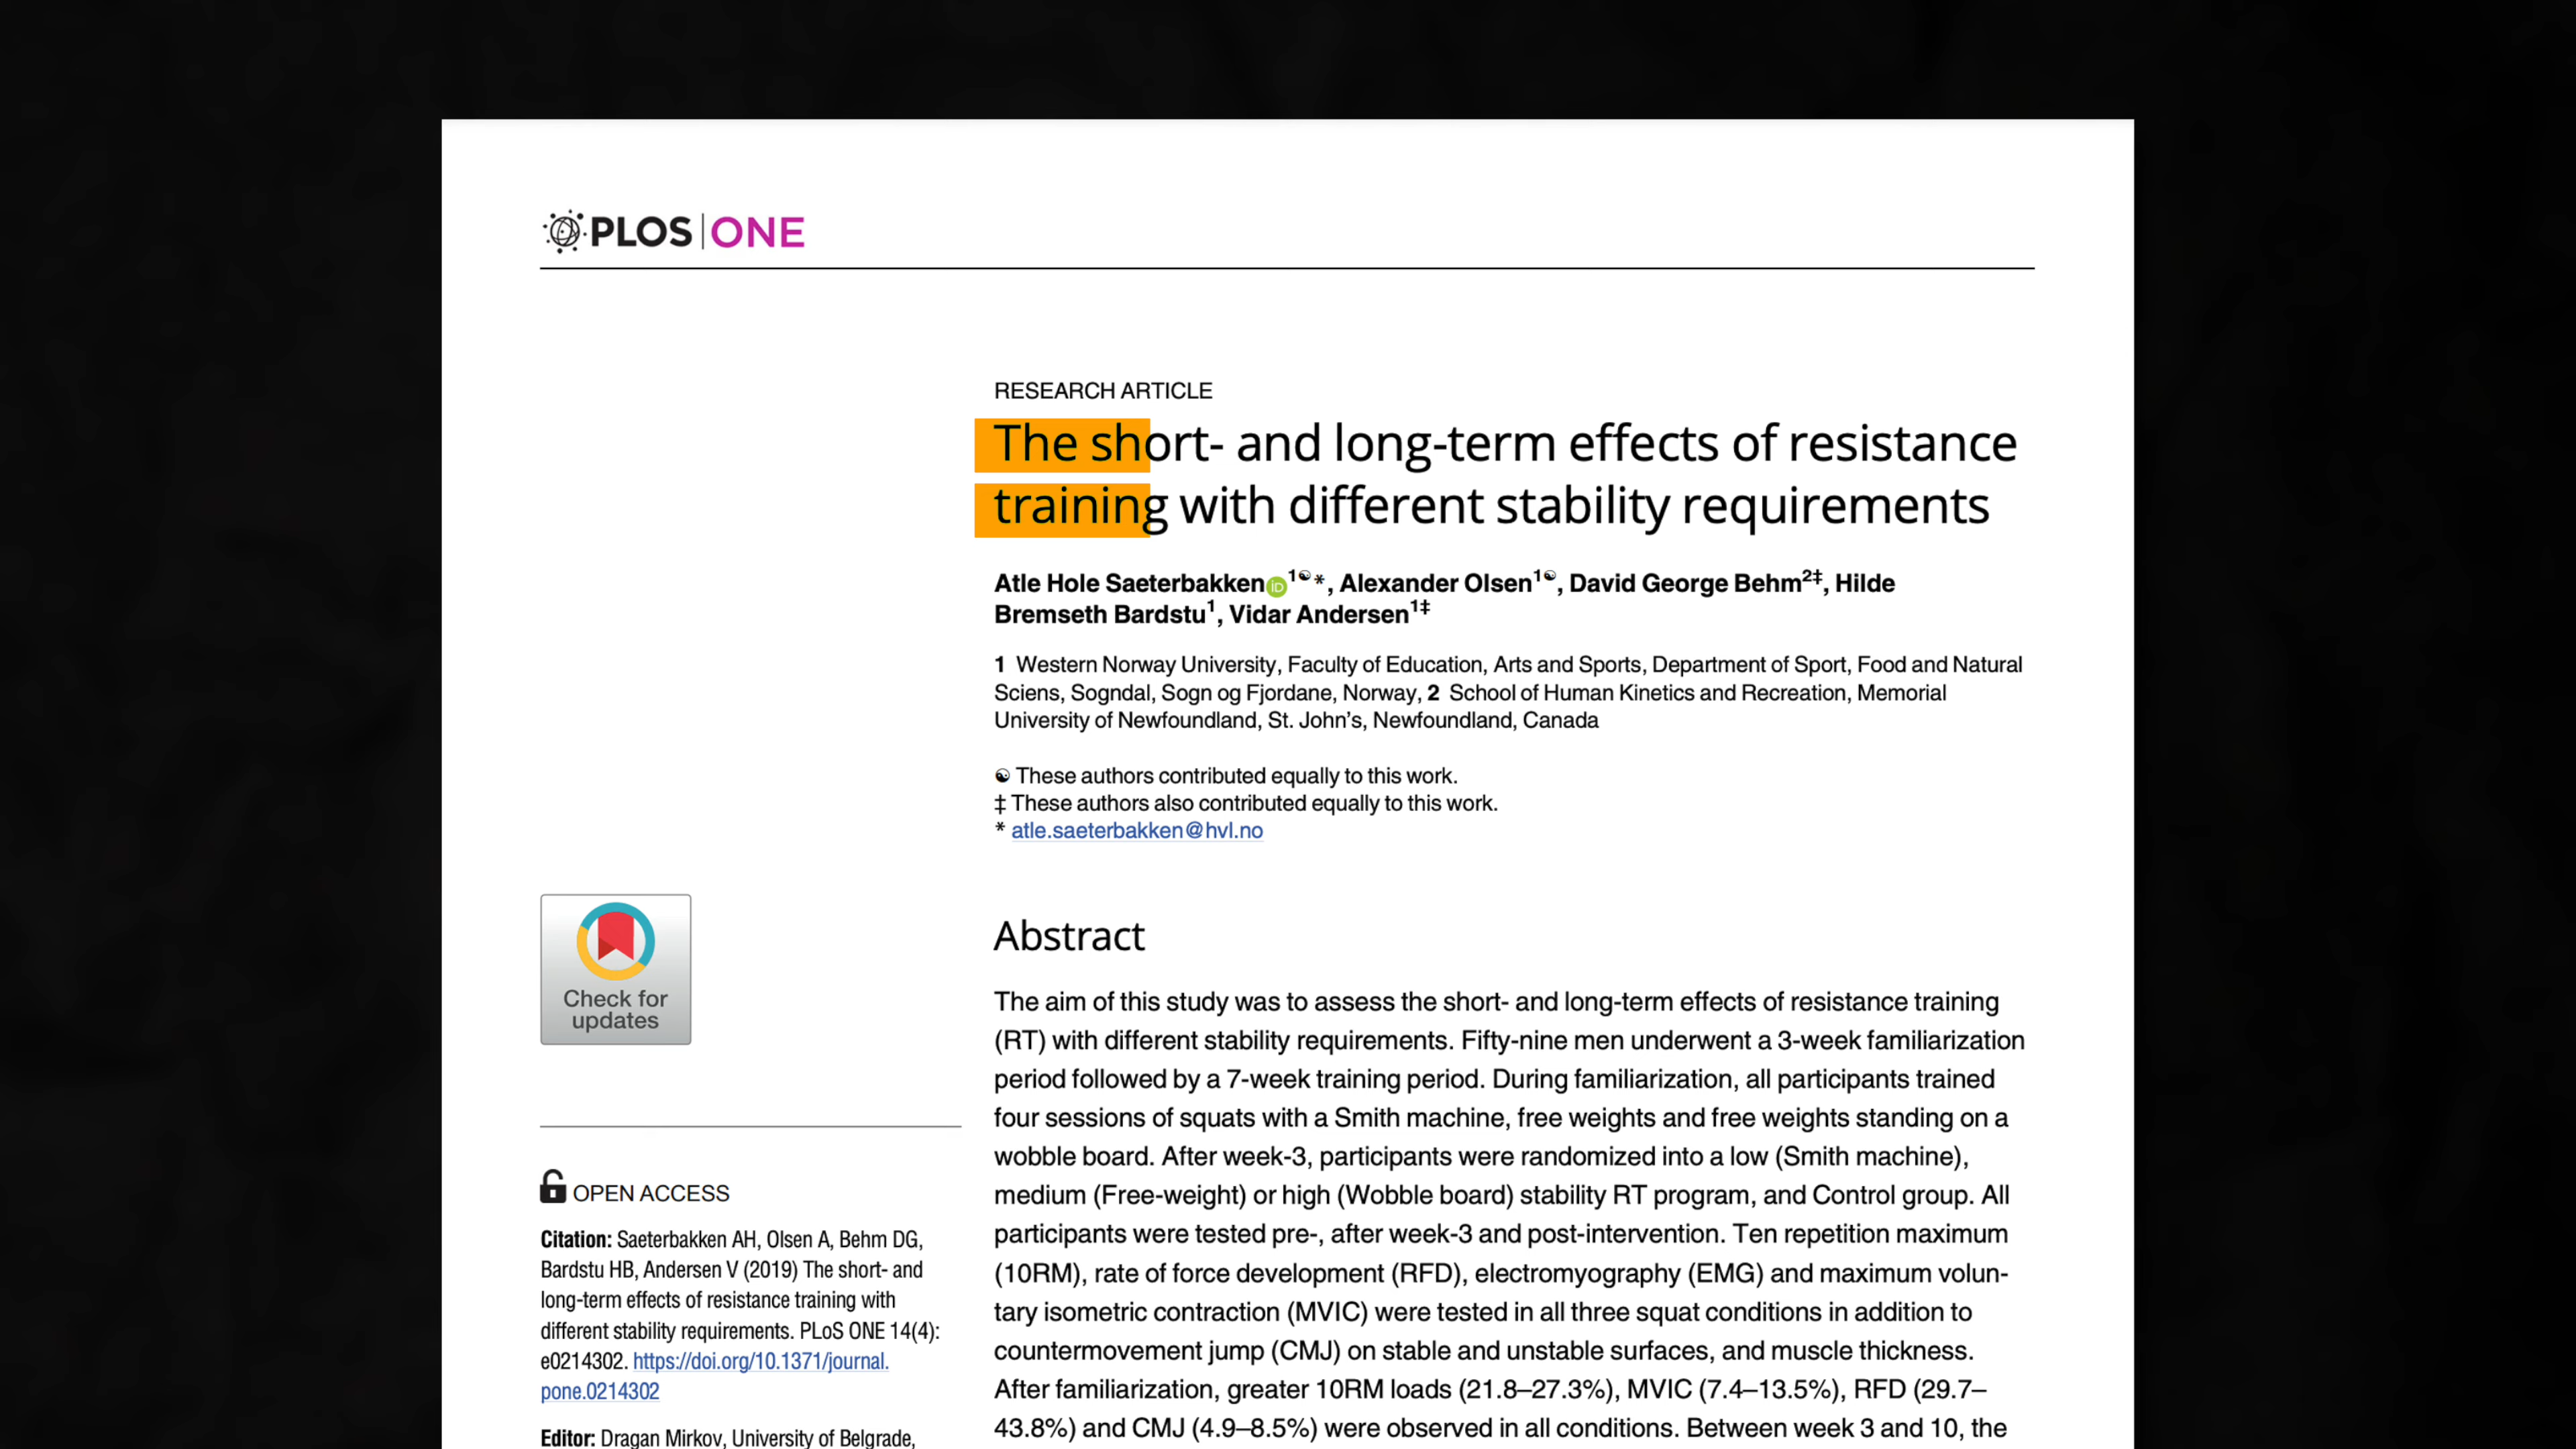 PLOS | ONE
RESEARCH ARTICLE
The short- and long-term effects of resistance
training with different stability requirements
Atle Hole Saeterbakken iD 1☯*, Alexander Olsen1☯, David George Behm2‡, Hilde
Bremseth Bardstu1, Vidar Andersen1‡
1 Western Norway University, Faculty of Education, Arts and Sports, Department of Sport, Food and Natural
Sciens, Sogndal, Sogn og Fjordane, Norway, 2 School of Human Kinetics and Recreation, Memorial
University of Newfoundland, St. John's, Newfoundland, Canada
☯ These authors contributed equally to this work.
‡ These authors also contributed equally to this work.
* atle.saeterbakken@hvl.no
Check for
updates
OPEN ACCESS
Citation: Saeterbakken AH, Olsen A, Behm DG,
Bardstu HB, Andersen V (2019) The short- and
long-term effects of resistance training with
different stability requirements. PLoS ONE 14(4):
e0214302. https://doi.org/10.1371/journal.
pone.0214302
Editor: Dragan Mirkov, University of Belgrade,
Abstract
The aim of this study was to assess the short- and long-term effects of resistance training
(RT) with different stability requirements. Fifty-nine men underwent a 3-week familiarization
period followed by a 7-week training period. During familiarization, all participants trained
four sessions of squats with a Smith machine, free weights and free weights standing on a
wobble board. After week-3, participants were randomized into a low (Smith machine),
medium (Free-weight) or high (Wobble board) stability RT program, and Control group. All
participants were tested pre-, after week-3 and post-intervention. Ten repetition maximum
(10RM), rate of force development (RFD), electromyography (EMG) and maximum volun-
tary isometric contraction (MVIC) were tested in all three squat conditions in addition to
countermovement jump (CMJ) on stable and unstable surfaces, and muscle thickness.
After familiarization, greater 10RM loads (21.8–27.3%), MVIC (7.4–13.5%), RFD (29.7–
43.8%) and CMJ (4.9–8.5%) were observed in all conditions. Between week 3 and 10, the